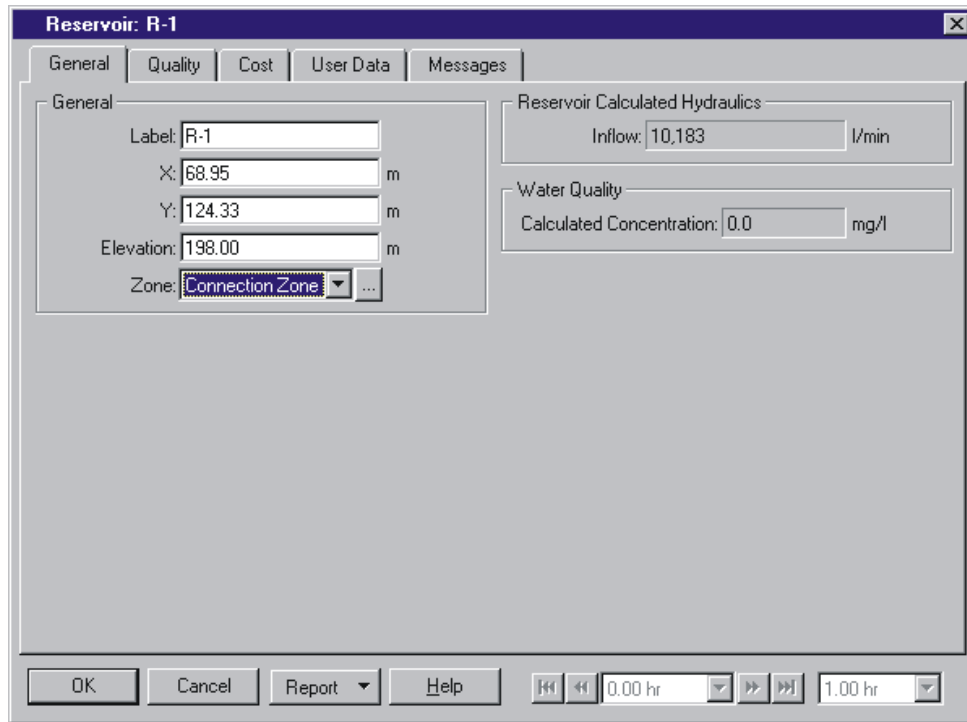 Reservoir: R-1
General Quality Cost User Data Messages
General
Label: R-1
X: 68.95 m
Y: 124.33 m
Elevation: 198.00 m
Zone: Connection Zone ...
Reservoir Calculated Hydraulics
Inflow: 10,183 l/min
Water Quality
Calculated Concentration: 0.0 mg/l
OK Cancel Report Help 0.00 hr 1.00 hr